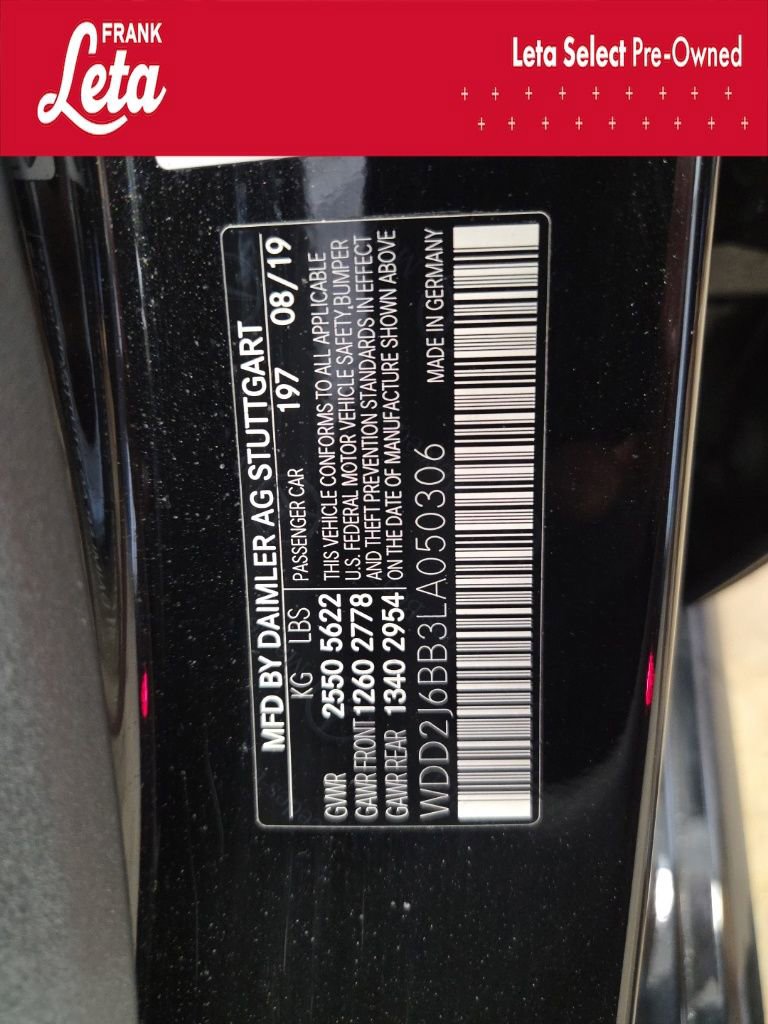 FRANK
Leta
Leta Select Pre-Owned
MFD BY DAIMLER AG STUTTGART
KG LBS PASSENGER CAR 197 08/19
GVWR 2550 5622 THIS VEHICLE CONFORMS TO ALL APPLICABLE
GAWR FRONT 1260 2778 U.S. FEDERAL MOTOR VEHICLE SAFETY,BUMPER
AND THEFT PREVENTION STANDARDS IN EFFECT
GAWR REAR 1340 2954 ON THE DATE OF MANUFACTURE SHOWN ABOVE
WDD2J6BB3LA050306 MADE IN GERMANY